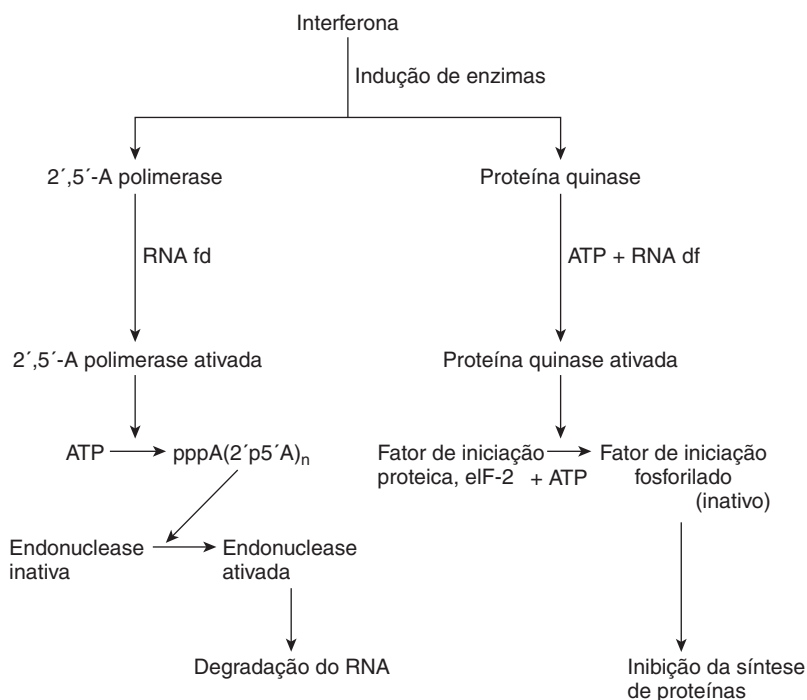 Interferona
Indução de enzimas
2´,5´-A polimerase
Proteína quinase
RNA fd
ATP + RNA df
2´,5´-A polimerase ativada
Proteína quinase ativada
ATP
pppA(2´p5´A)n
Fator de iniciação
proteica, eIF-2 + ATP
Fator de iniciação
fosforilado
(inativo)
Endonuclease
inativa
Endonuclease
ativada
Degradação do RNA
Inibição da síntese
de proteínas